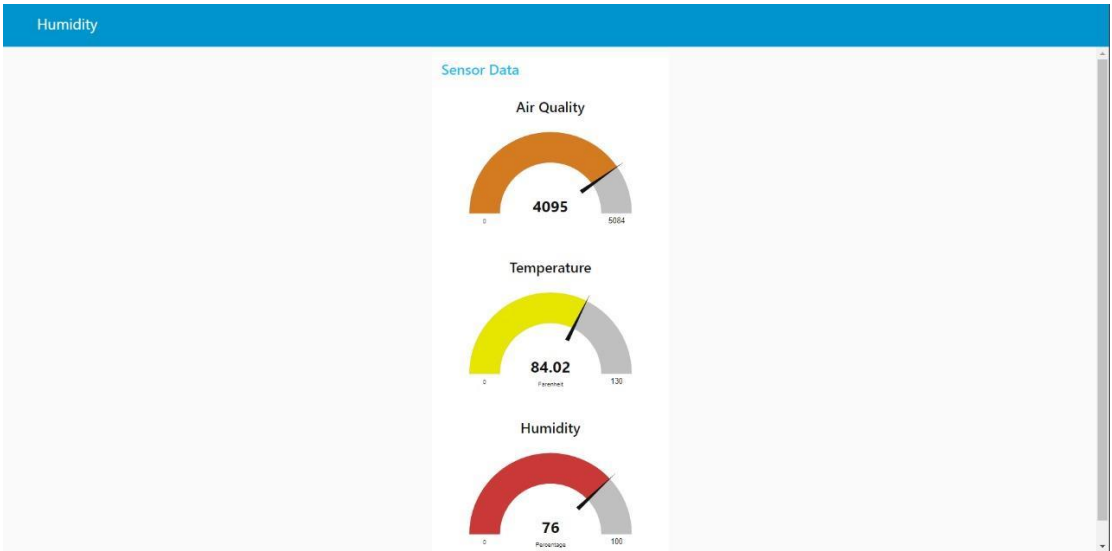 Humidity
Sensor Data
Air Quality
4095
0 5084
Temperature
84.02
0 Farenheit 130
Humidity
76
0 Percentage 100